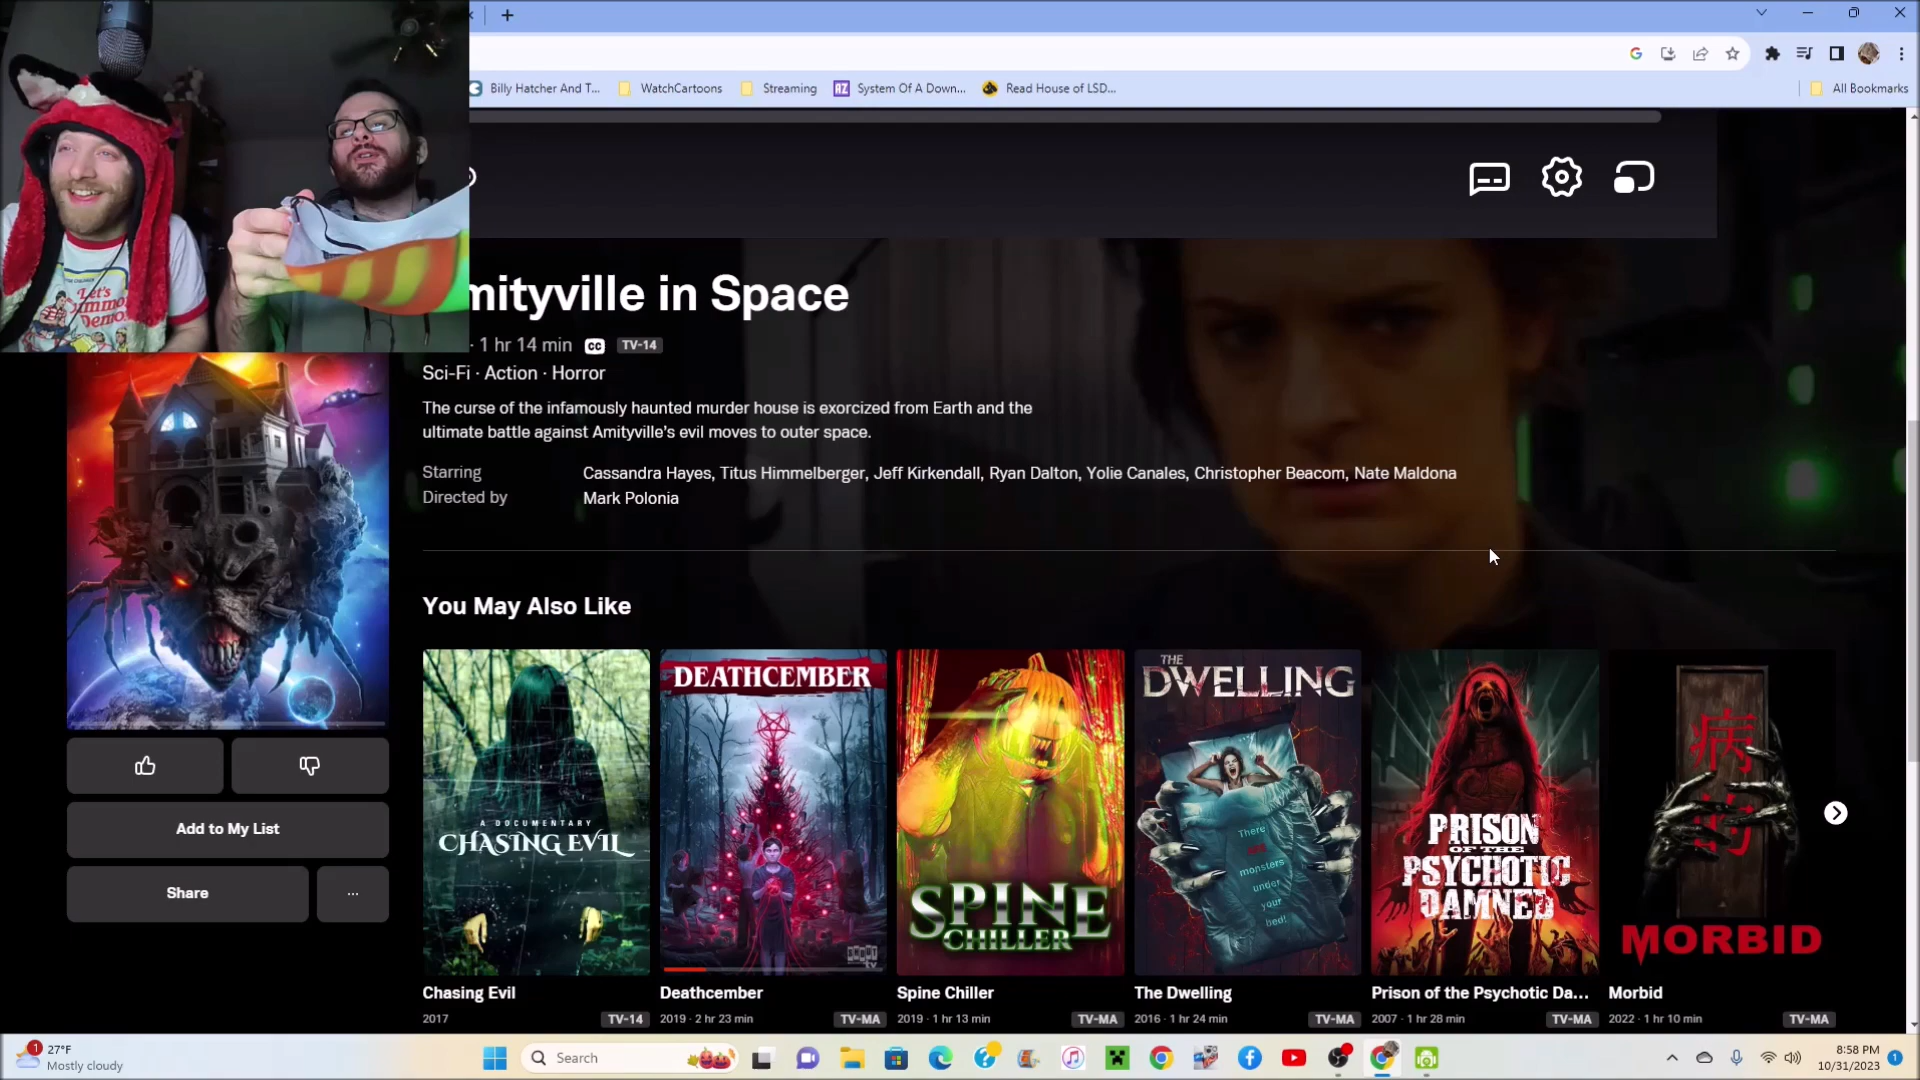 Billy Hatcher And T...
WatchCartoons
Streaming
AZ
System Of A Down...
Read House of LSD...
All Bookmarks
Let's
mityville in Space
· 1 hr 14 min
CC
TV-14
Sci-Fi · Action · Horror
The curse of the infamously haunted murder house is exorcized from Earth and the
ultimate battle against Amityville's evil moves to outer space.
Starring
Cassandra Hayes, Titus Himmelberger, Jeff Kirkendall, Ryan Dalton, Yolie Canales, Christopher Beacom, Nate Maldona
Directed by
Mark Polonia
You May Also Like
A DOCUMENTARY
CHASING EVIL
DEATHCEMBER
SPINE
CHILLER
THE
DWELLING
There
monsters
under
your
bed!
PRISON
OF THE
PSYCHOTIC
DAMNED
病
的
MORBID
Add to My List
Share
...
Chasing Evil
2017
TV-14
Deathcember
2019 · 2 hr 23 min
TV-MA
Spine Chiller
2019 · 1 hr 13 min
TV-MA
The Dwelling
2016 · 1 hr 24 min
TV-MA
Prison of the Psychotic Da...
2007 · 1 hr 28 min
TV-MA
Morbid
2022 · 1 hr 10 min
TV-MA
1
27°F
Mostly cloudy
Search
8:58 PM
10/31/2023
1